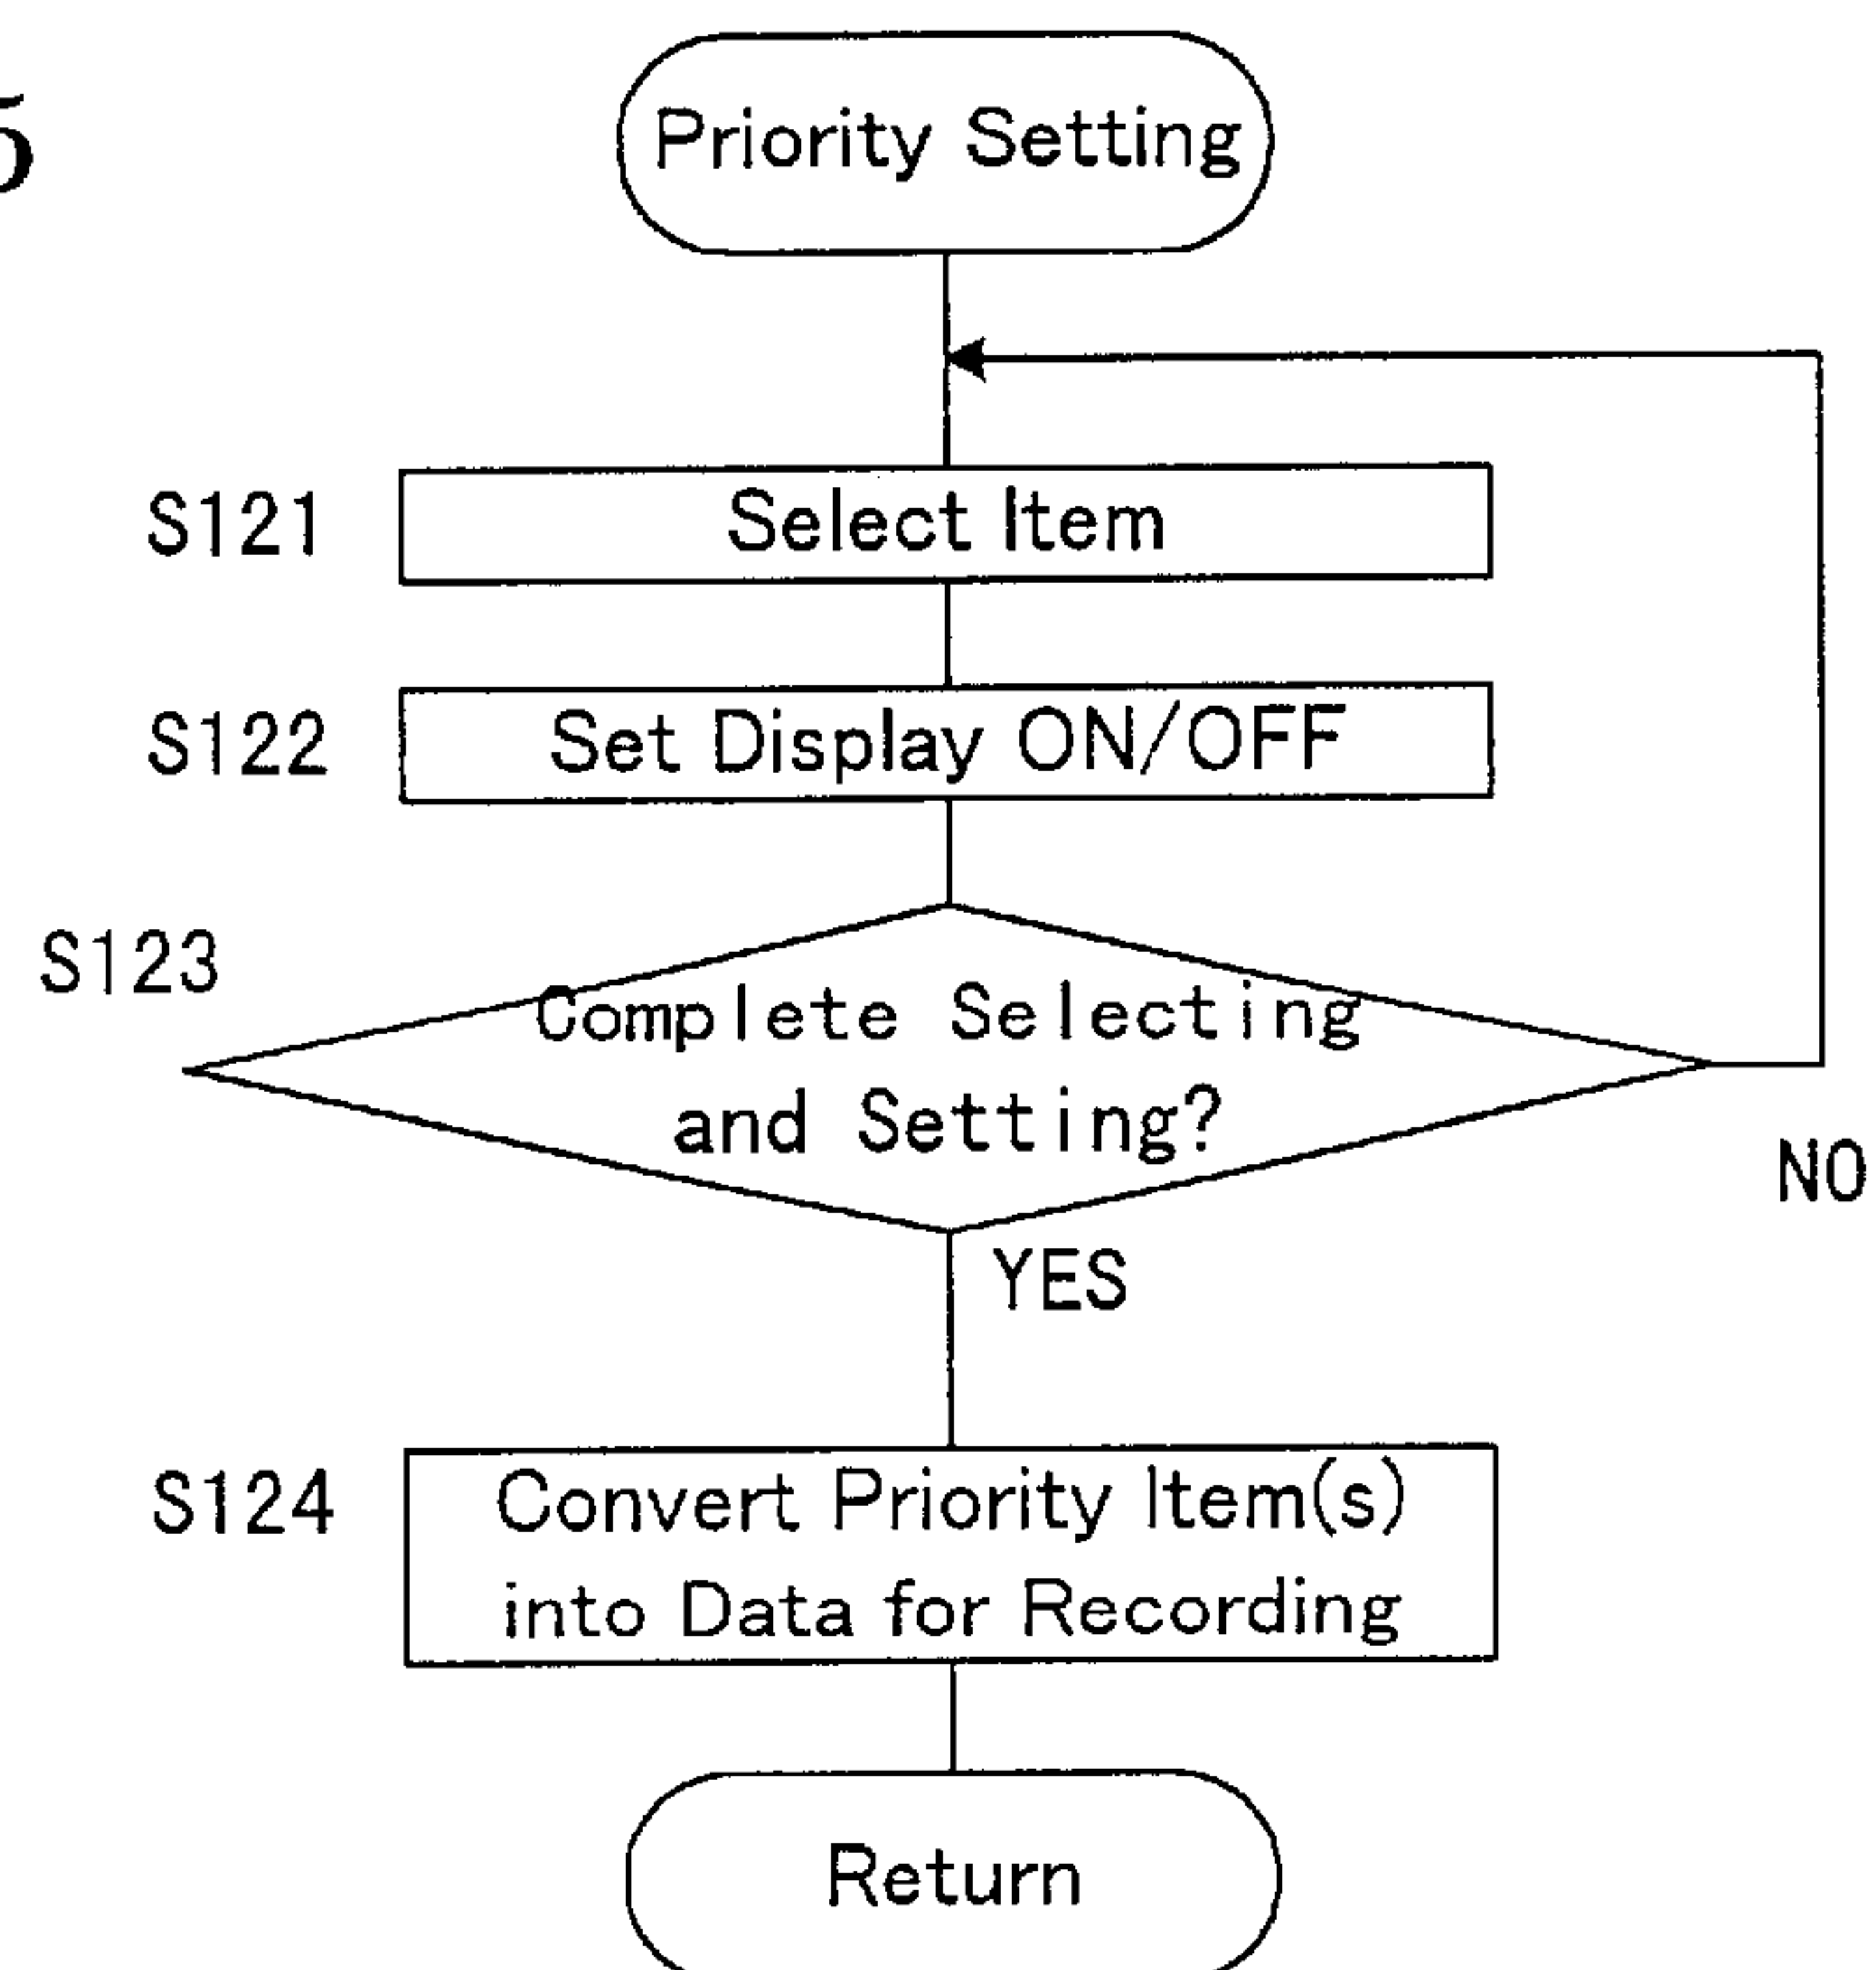 5
Priority Setting
S121
Select Item
S122
Set Display ON/OFF
S123
Complete Selecting
and Setting?
NO
YES
S124
Convert Priority Item(s)
into Data for Recording
Return